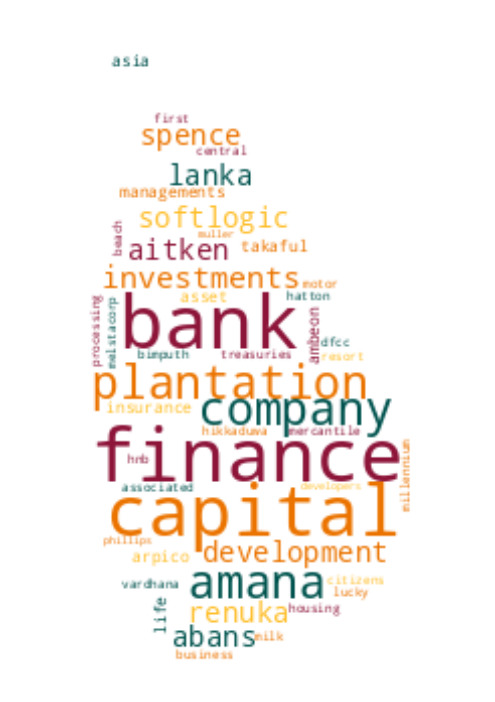 asia
first
spence
central
lanka
managements
softlogic
muller
beach
aitken
takaful
investments
motor
asset
hatton
processing
melstacorp
bank
ambeon
dfcc
bimputh
treasuries
resort
plantation
insurance
company
hikkaduwa
mercantile
finance
hnb
millennium
associated
developers
capital
phillips
arpico
development
vardhana
amana
citizens
lucky
life
renuka
housing
abans
milk
business